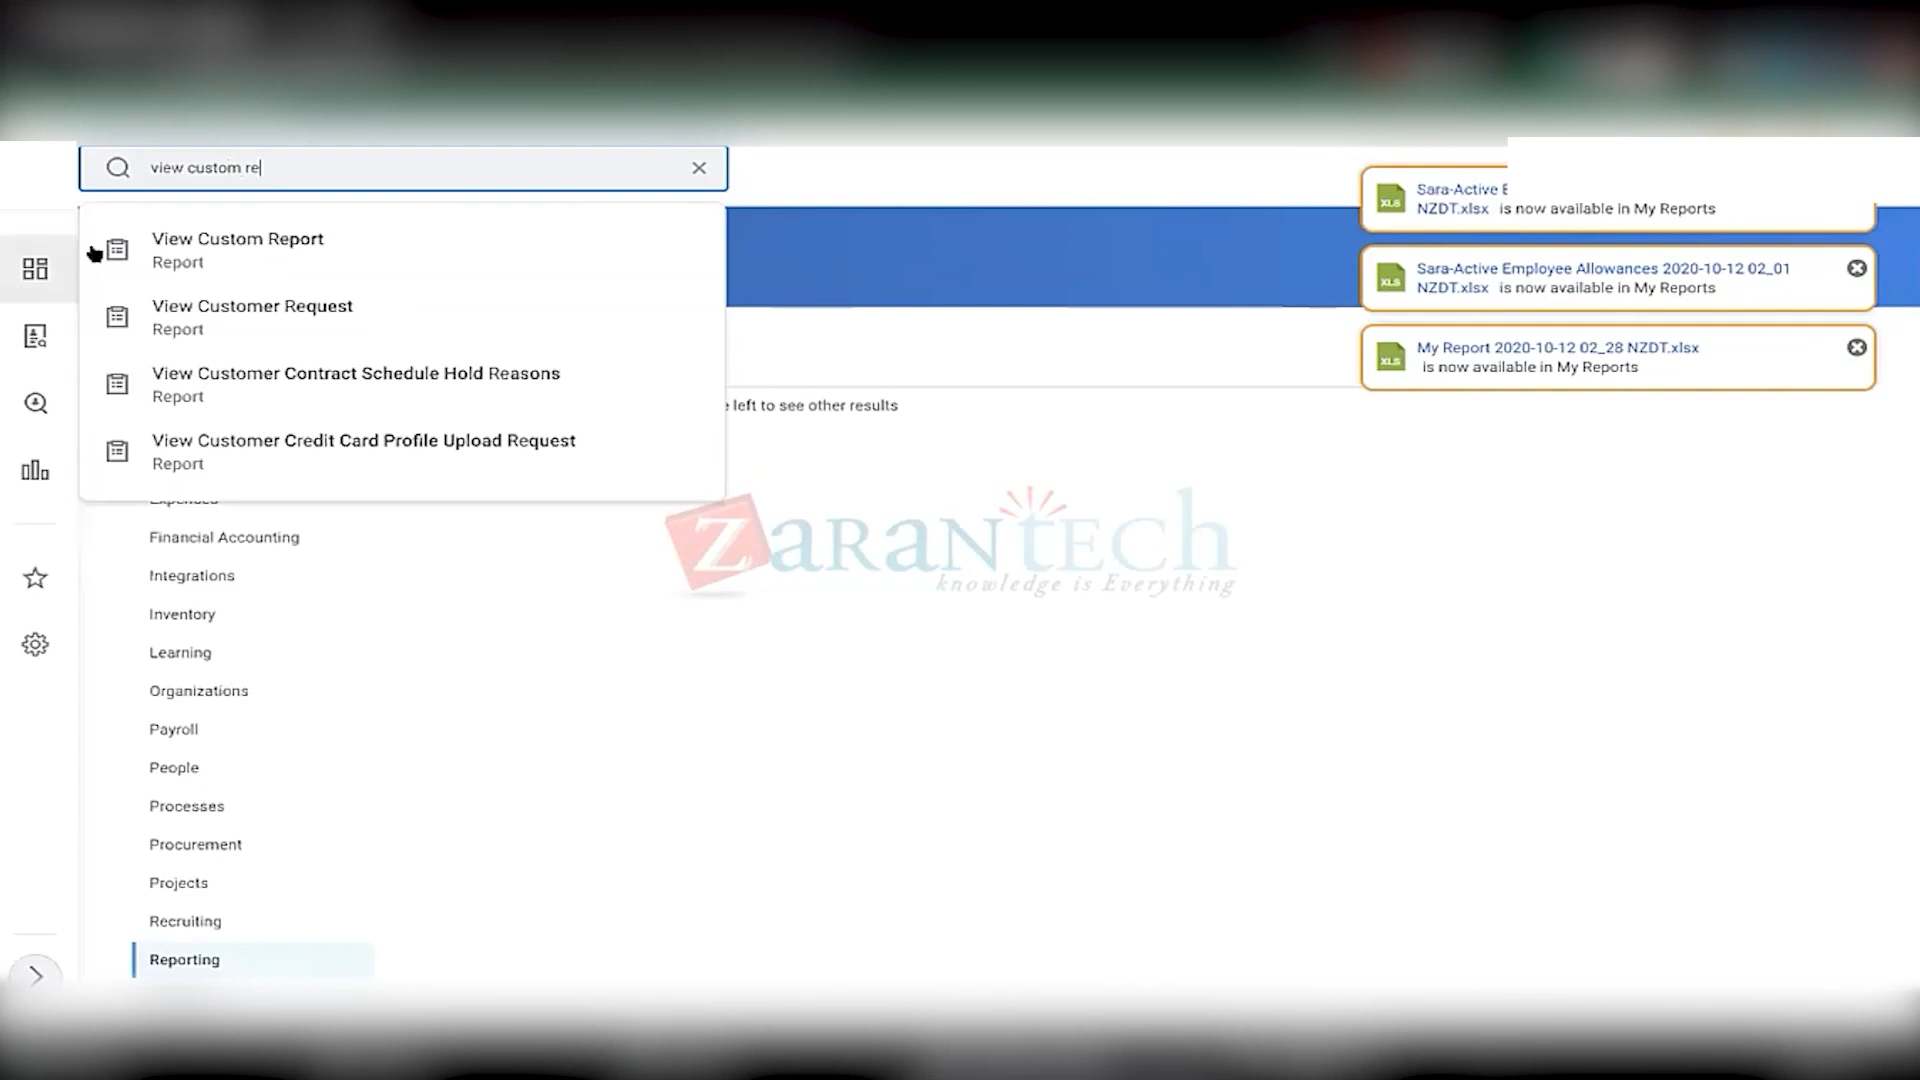 view custom re
View Custom Report
Report
View Customer Request
Report
View Customer Contract Schedule Hold Reasons
Report
View Customer Credit Card Profile Upload Request
Report
Sara-Active E
NZDT.xlsx is now available in My Reports
Sara-Active Employee Allowances 2020-10-12 02_01
NZDT.xlsx is now available in My Reports
My Report 2020-10-12 02_28 NZDT.xlsx
is now available in My Reports
left to see other results
Financial Accounting
Integrations
Inventory
Learning
Organizations
Payroll
People
Processes
Procurement
Projects
Recruiting
Reporting
XLS
XLS
XLS
ZaranTech
knowledge is Everything